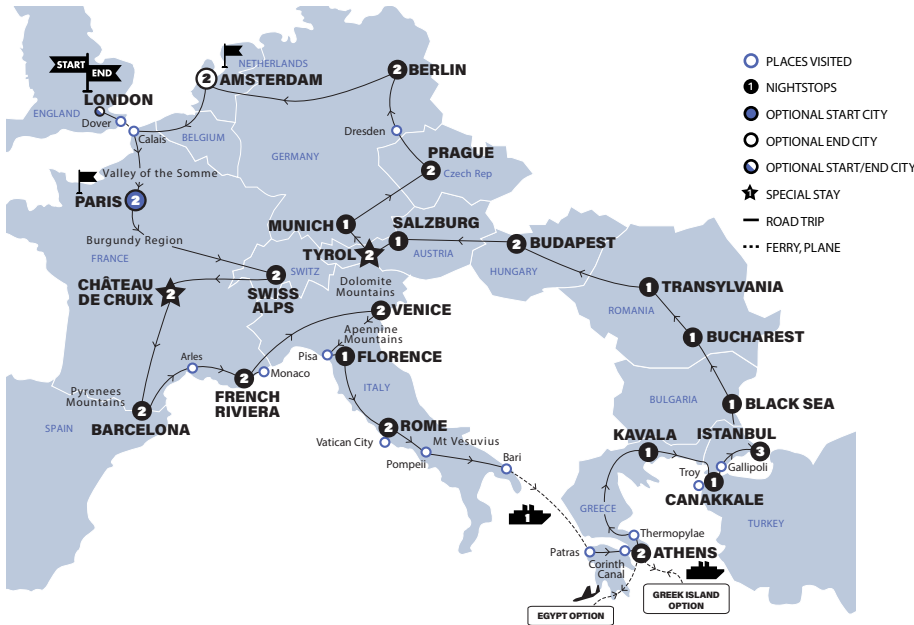 START
END
LONDON
ENGLAND
Dover
Calais
2
AMSTERDAM
NETHERLANDS
BELGIUM
2
BERLIN
Dresden
GERMANY
Valley of the Somme
PARIS
2
Burgundy Region
FRANCE
PRAGUE
2
Czech Rep
MUNICH
1
SALZBURG
1
TYROL
2
AUSTRIA
2
BUDAPEST
HUNGARY
2
SWITZ
SWISS
ALPS
CHÂTEAU
DE CRUIX
2
Dolomite
Mountains
2
VENICE
Apennine
Mountains
Pisa
1
FLORENCE
ITALY
Arles
2
Monaco
FRENCH
RIVIERA
Pyrenees
Mountains
2
BARCELONA
SPAIN
2
ROME
Vatican City
Mt Vesuvius
Pompeii
Bari
1
1
TRANSYLVANIA
ROMANIA
1
BUCHAREST
BULGARIA
1
BLACK SEA
KAVALA
1
ISTANBUL
3
Troy
Gallipoli
1
CANAKKALE
TURKEY
GREECE
Thermopylae
Patras
2
ATHENS
Corinth
Canal
EGYPT OPTION
GREEK ISLAND
OPTION
PLACES VISITED
1
NIGHTSTOPS
OPTIONAL START CITY
OPTIONAL END CITY
OPTIONAL START/END CITY
1
SPECIAL STAY
ROAD TRIP
FERRY, PLANE